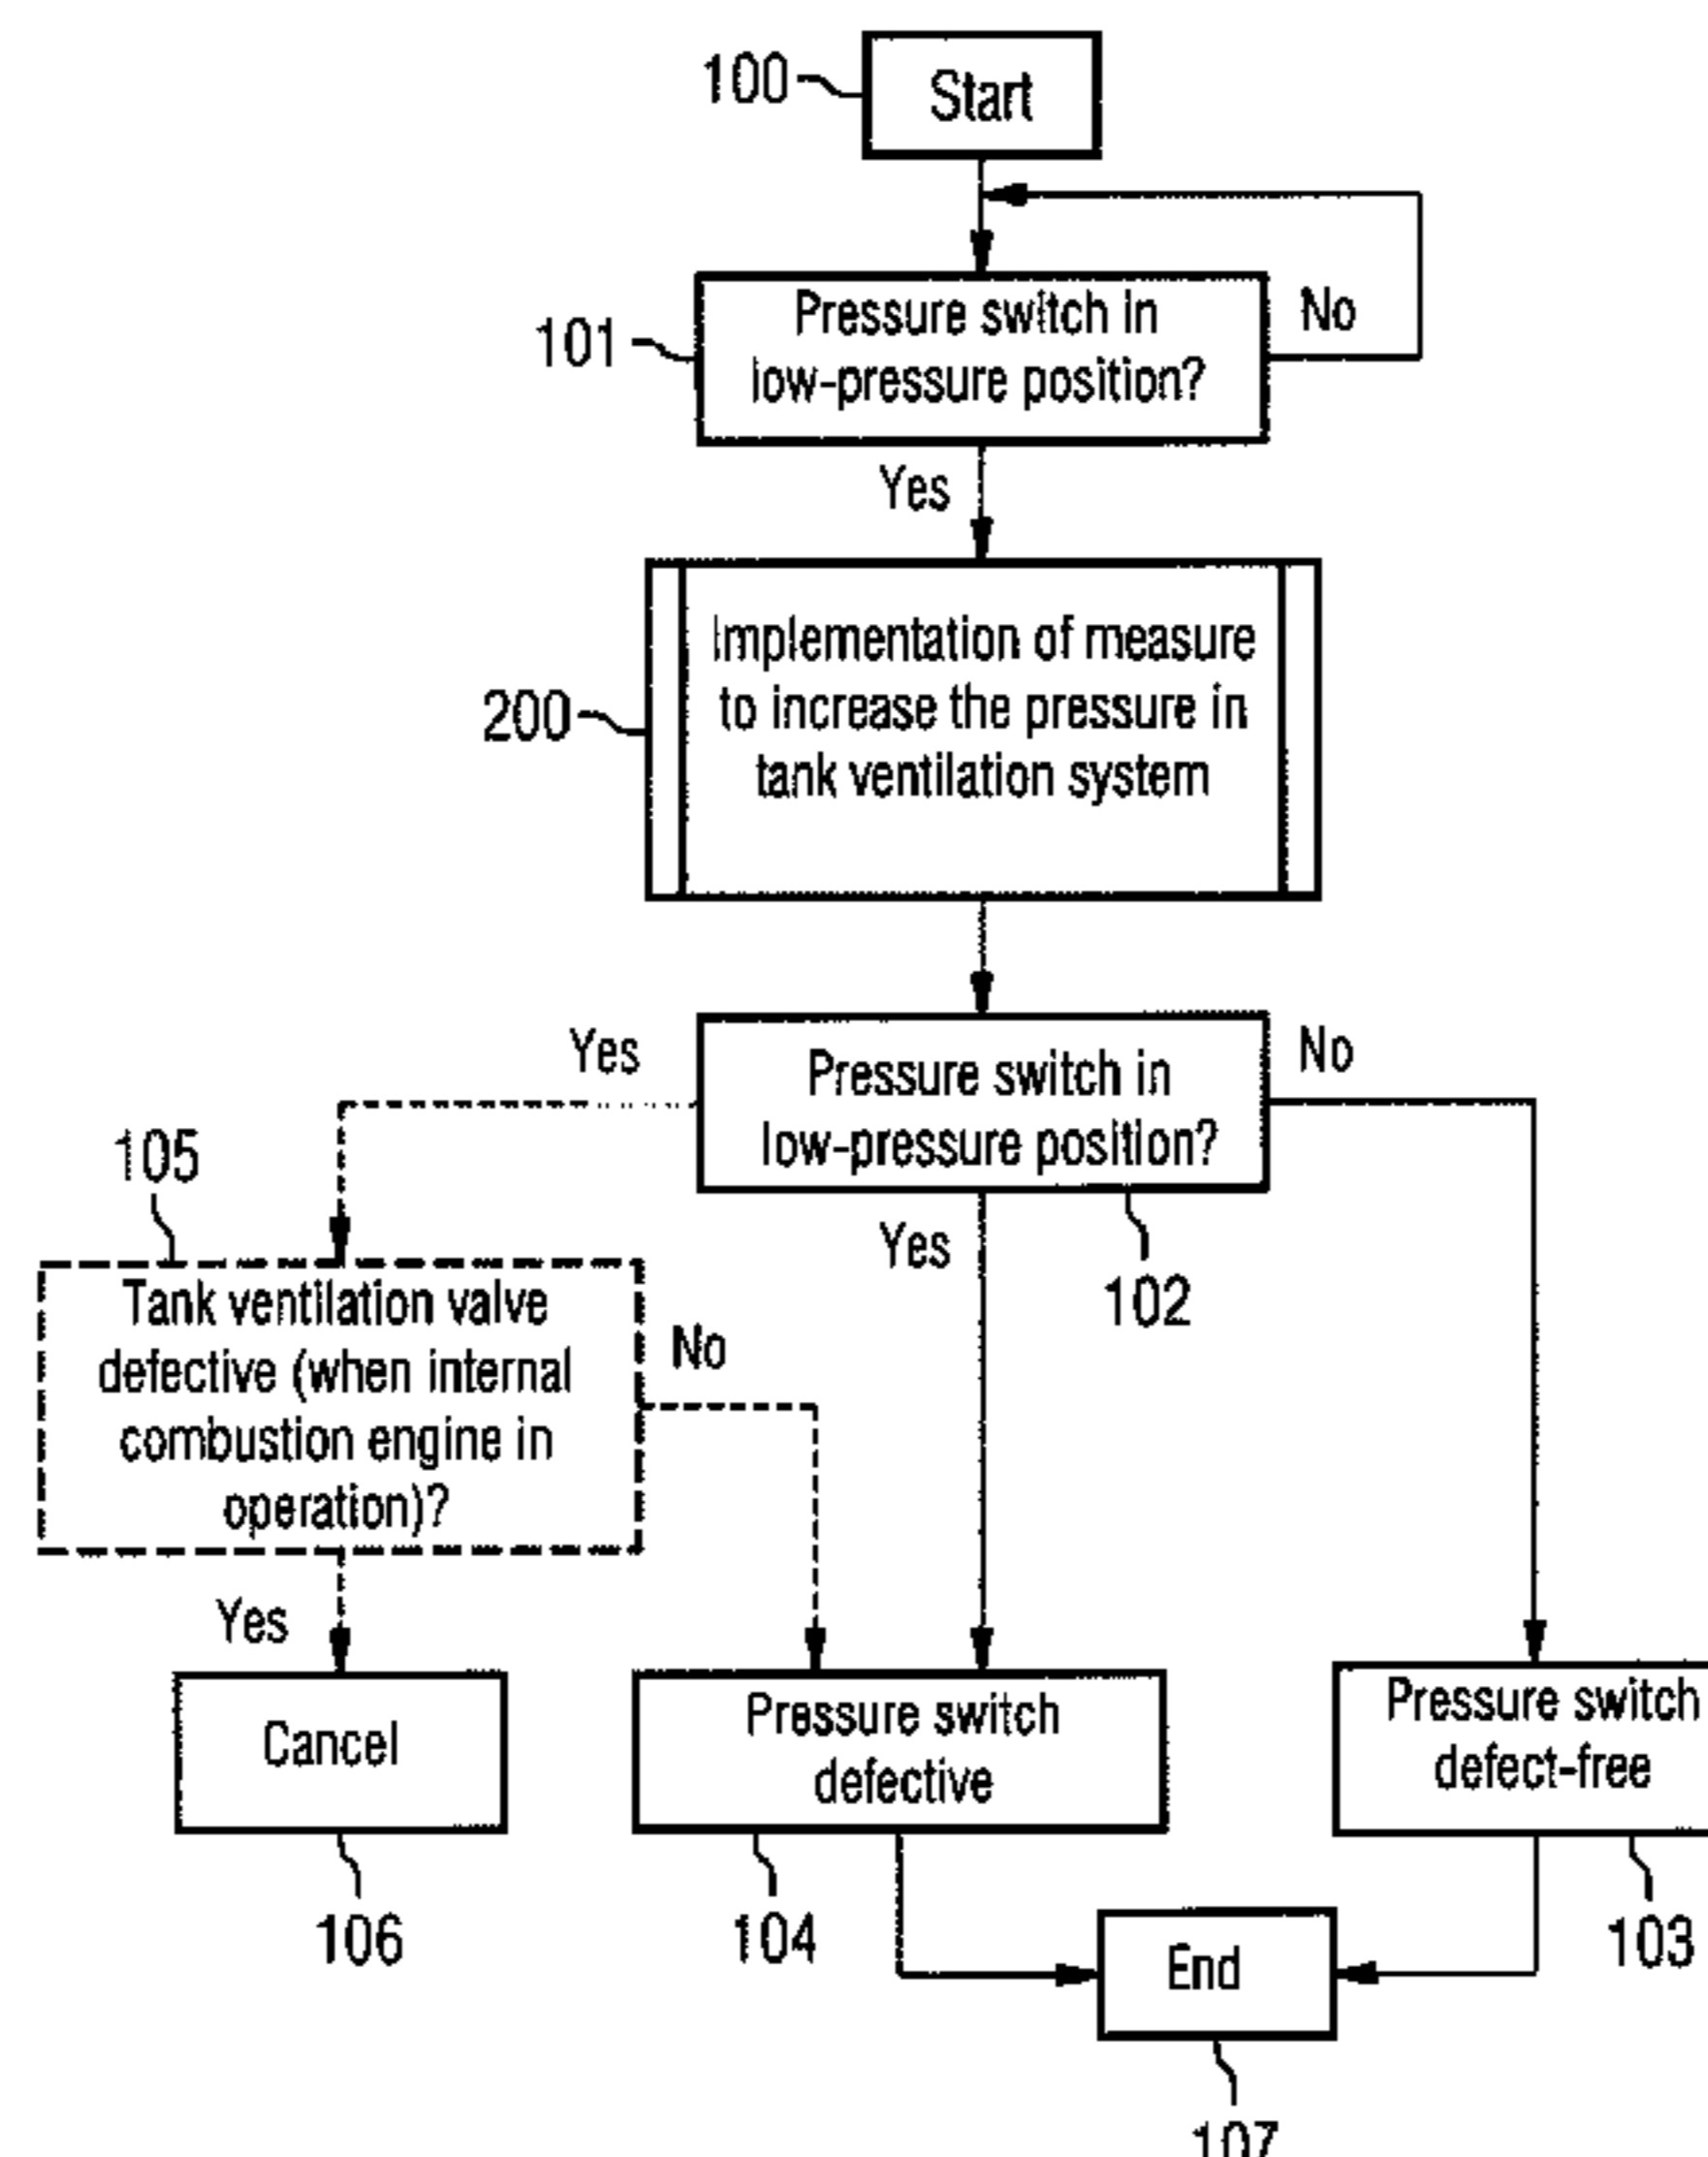 100
Start
101
Pressure switch in
low-pressure position?
No
Yes
200
Implementation of measure
to increase the pressure in
tank ventilation system
Yes
Pressure switch in
low-pressure position?
No
105
Yes
102
Tank ventilation valve
defective (when internal
combustion engine in
operation)?
No
Yes
Cancel
Pressure switch
defective
Pressure switch
defect-free
106
104
End
103
107